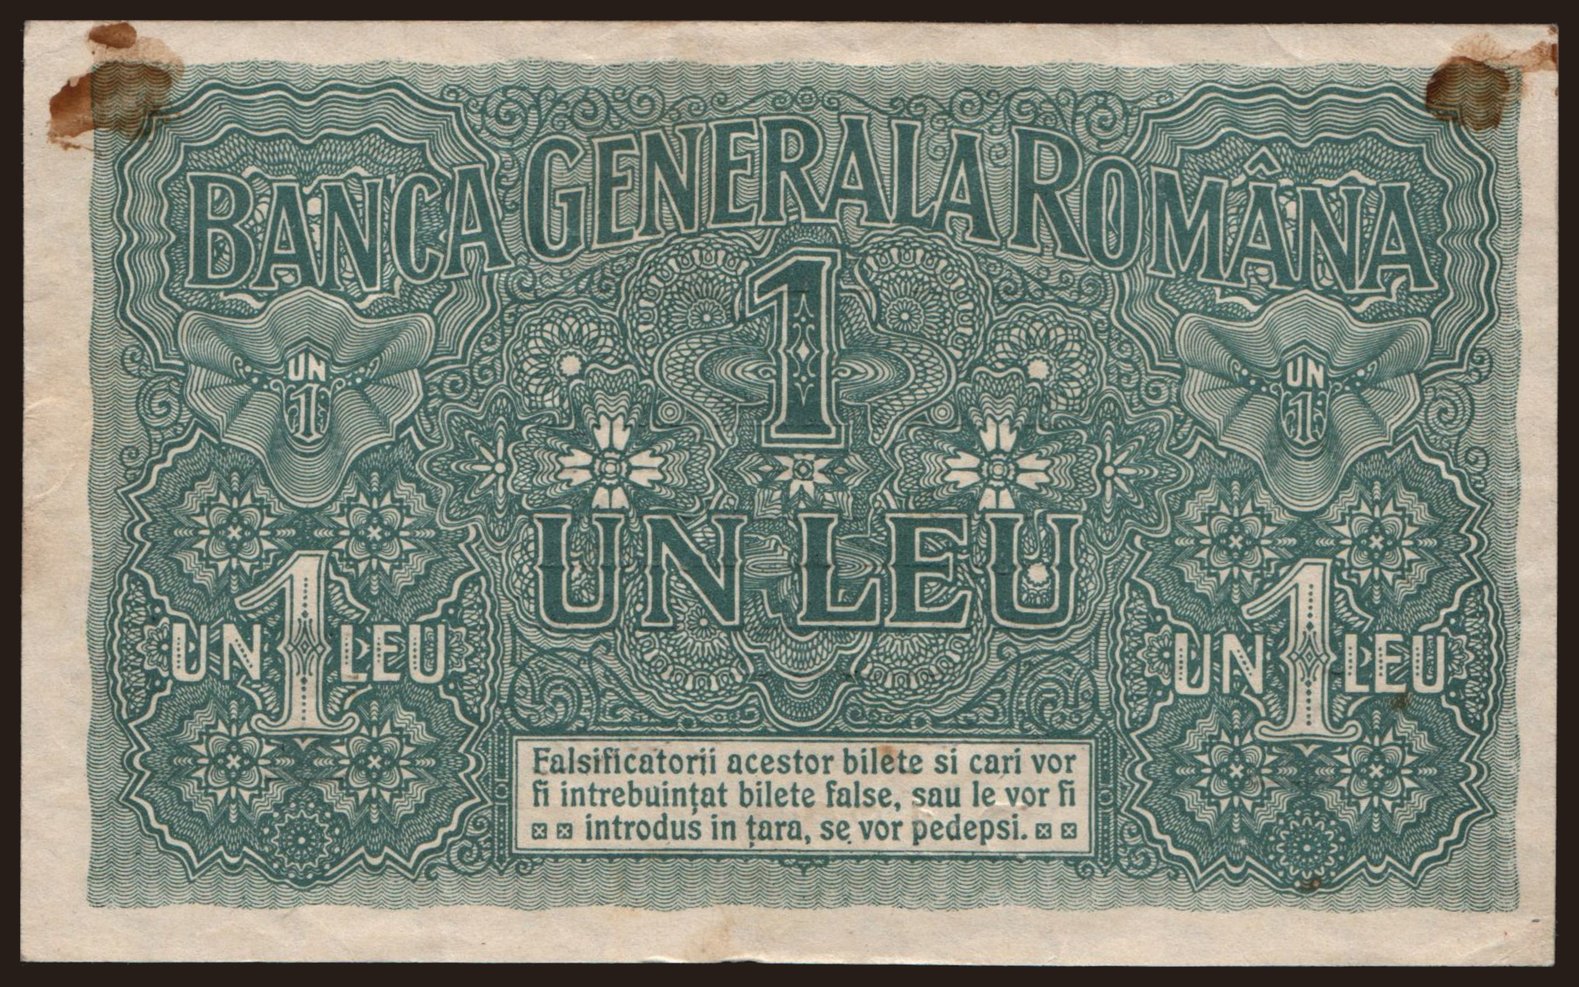 BANCA GENERALA ROMÂNA
1
UN
1
UN
1
UN LEU
UN 1 LEU
UN 1 LEU
Falsificatorii acestor bilete si cari vor
fi intrebuințat bilete false, sau le vor fi
introdus in țara, se vor pedepsi.